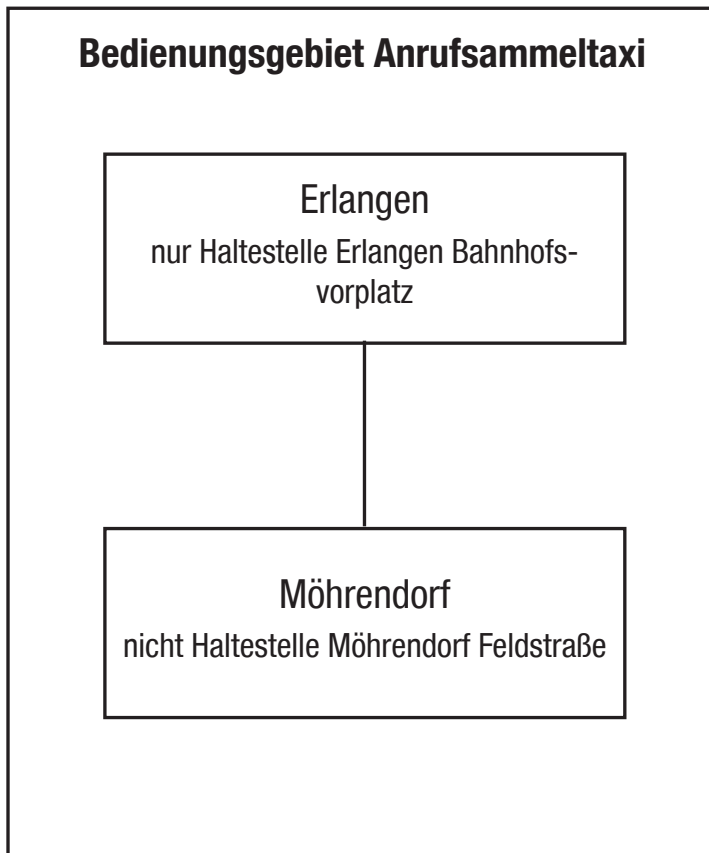 Bedienungsgebiet Anrufsammeltaxi
Erlangen
nur Haltestelle Erlangen Bahnhofs-
vorplatz
Möhrendorf
nicht Haltestelle Möhrendorf Feldstraße